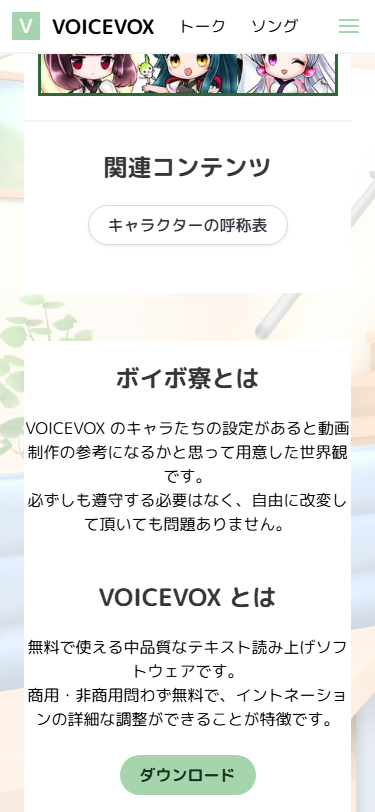 V VOICEVOX トーク ソング
関連コンテンツ
キャラクターの呼称表
ボイボ寮とは
VOICEVOX のキャラたちの設定があると動画
制作の参考になるかと思って用意した世界観
です。
必ずしも遵守する必要はなく、自由に改変し
て頂いても問題ありません。
VOICEVOX とは
無料で使える中品質なテキスト読み上げソフ
トウェアです。
商用・非商用問わず無料で、イントネーショ
ンの詳細な調整ができることが特徴です。
ダウンロード